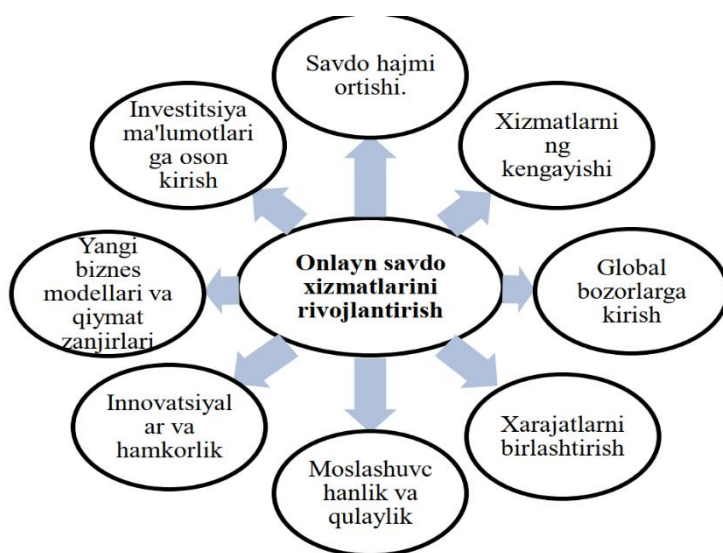 Savdo hajmi
ortishi.
Xizmatlarni
ng kengayishi
Global
bozorlarga
kirish
Xarajatlarni
birlashtirish
Moslashuvc
hanlik va
qulaylik
Innovatsiyal
ar va
hamkorlik
Yangi
biznes
modellari va
qiymat
zanjirlari
Investitsiya
ma'lumotlari
ga oson
kirish
Onlayn savdo
xizmatlarini
rivojlantirish